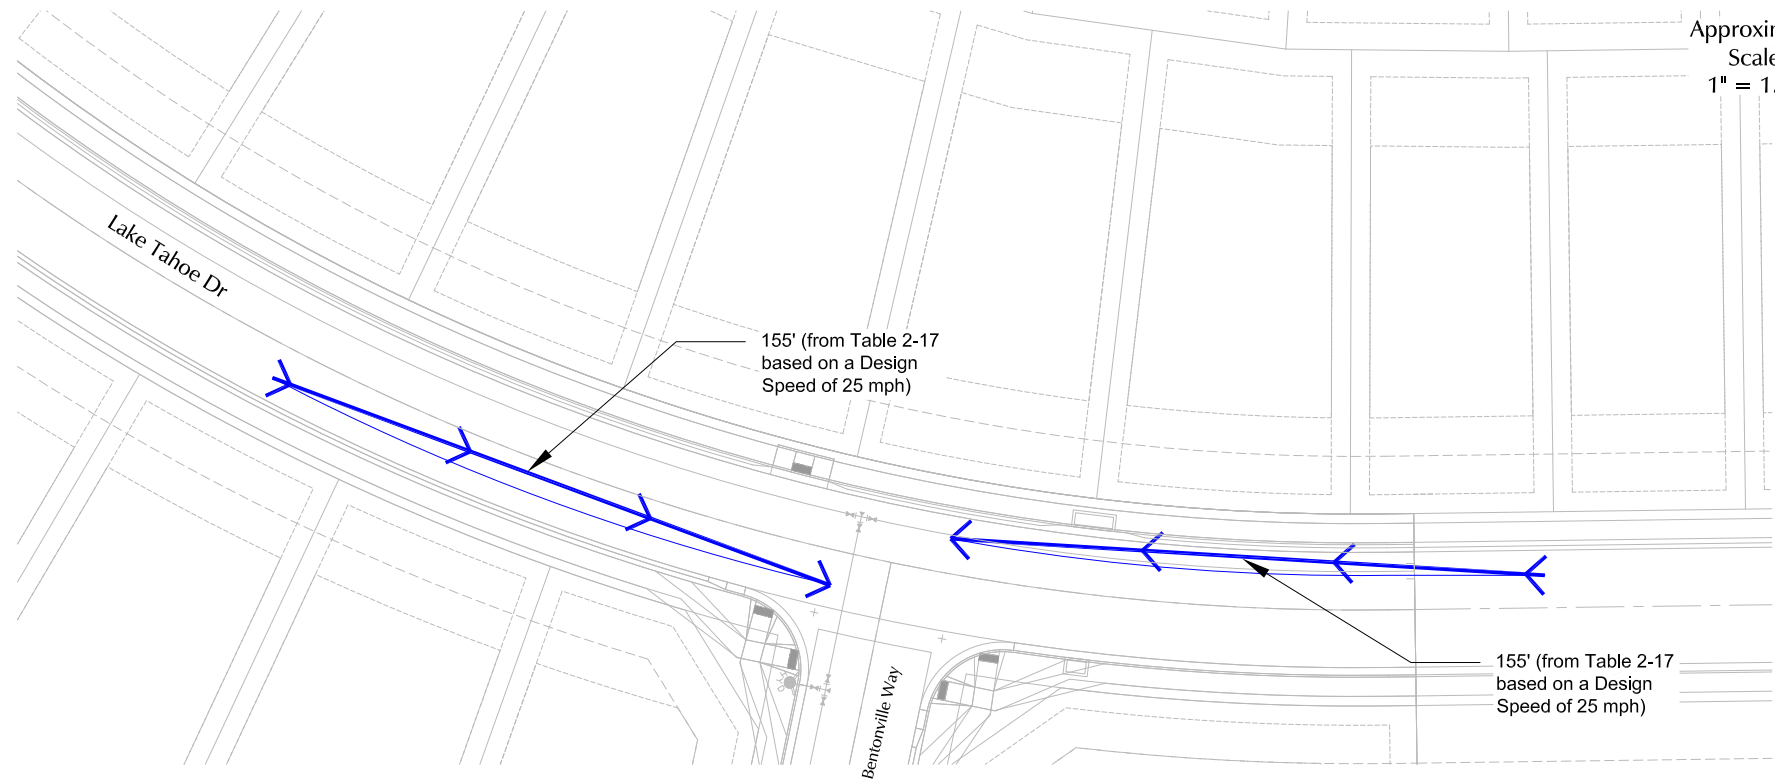 Scale
1" = 1
Lake Tahoe Dr
155' (from Table 2-17
based on a Design
Speed of 25 mph)
155' (from Table 2-17
based on a Design
Speed of 25 mph)
Bentonville Way